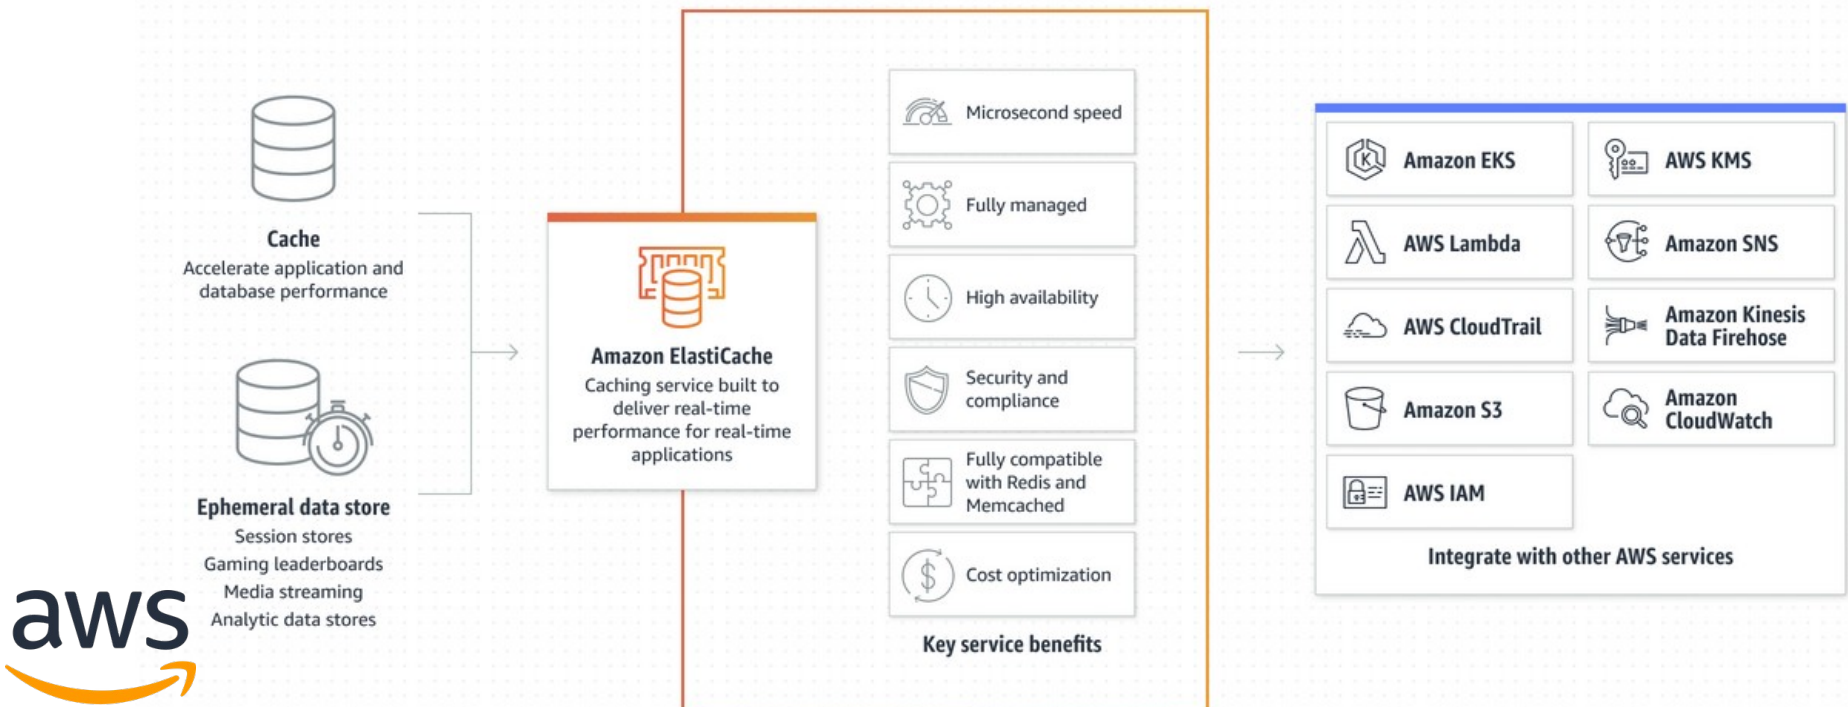 Cache
Accelerate application and
database performance
Ephemeral data store
Session stores
Gaming leaderboards
Media streaming
Analytic data stores
aws
Amazon ElastiCache
Caching service built to
deliver real-time
performance for real-time
applications
Microsecond speed
Fully managed
High availability
Security and
compliance
Fully compatible
with Redis and
Memcached
Cost optimization
Key service benefits
Amazon EKS
AWS KMS
AWS Lambda
Amazon SNS
AWS CloudTrail
Amazon Kinesis
Data Firehose
Amazon S3
Amazon
CloudWatch
AWS IAM
Integrate with other AWS services